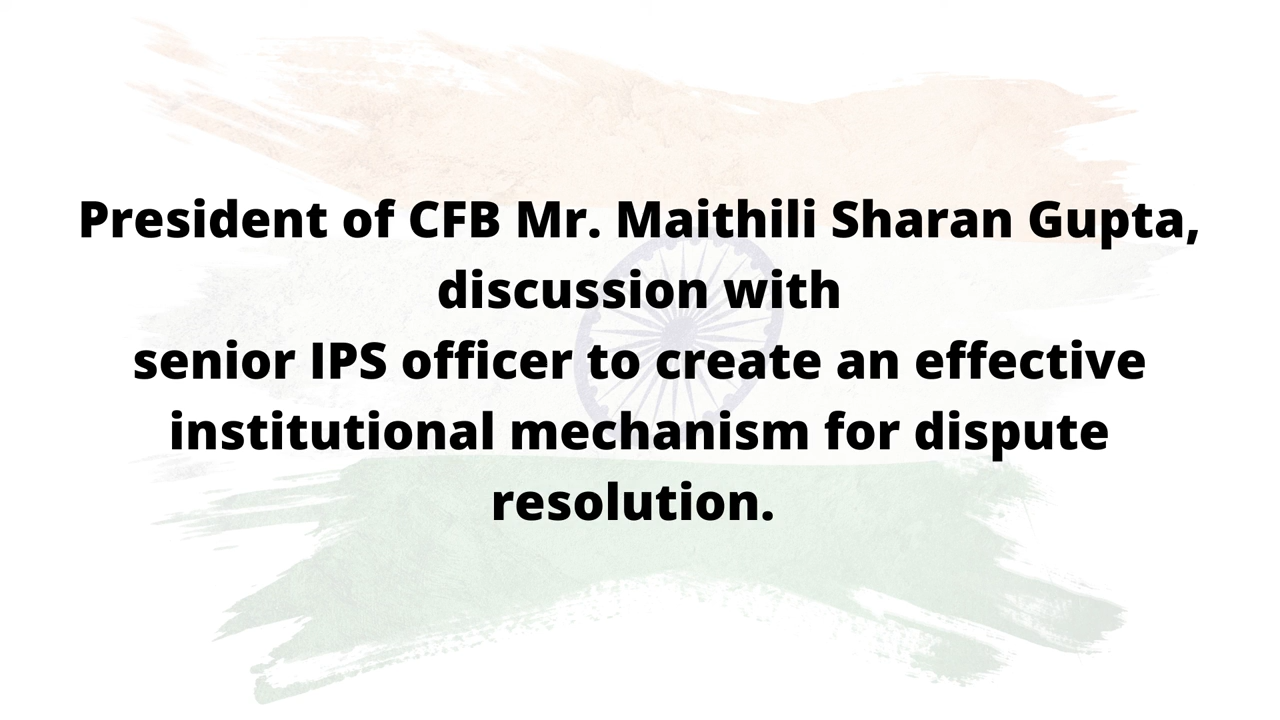 President of CFB Mr. Maithili Sharan Gupta,
discussion with
senior IPS officer to create an effective
institutional mechanism for dispute
resolution.